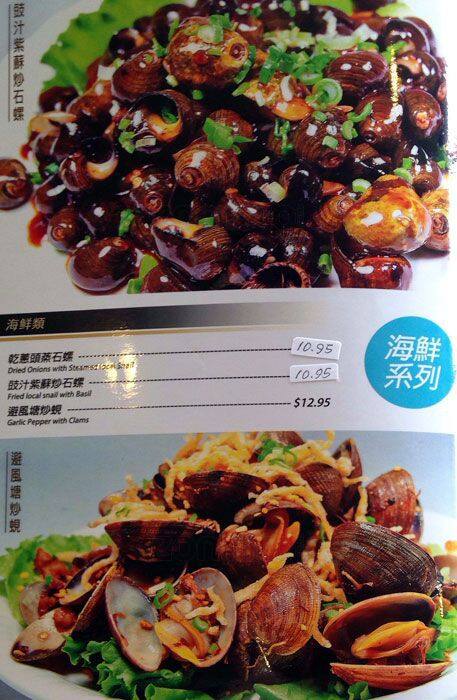 豉汁紫蘇炒石螺
海鮮類
乾蔥頭蒸石螺 10.95
Dried Onions with Steamed local Snail
豉汁紫蘇炒石螺 10.95
Fried local snail with Basil
避風塘炒蜆 $12.95
Garlic Pepper with Clams
海鮮
系列
避風塘炒蜆